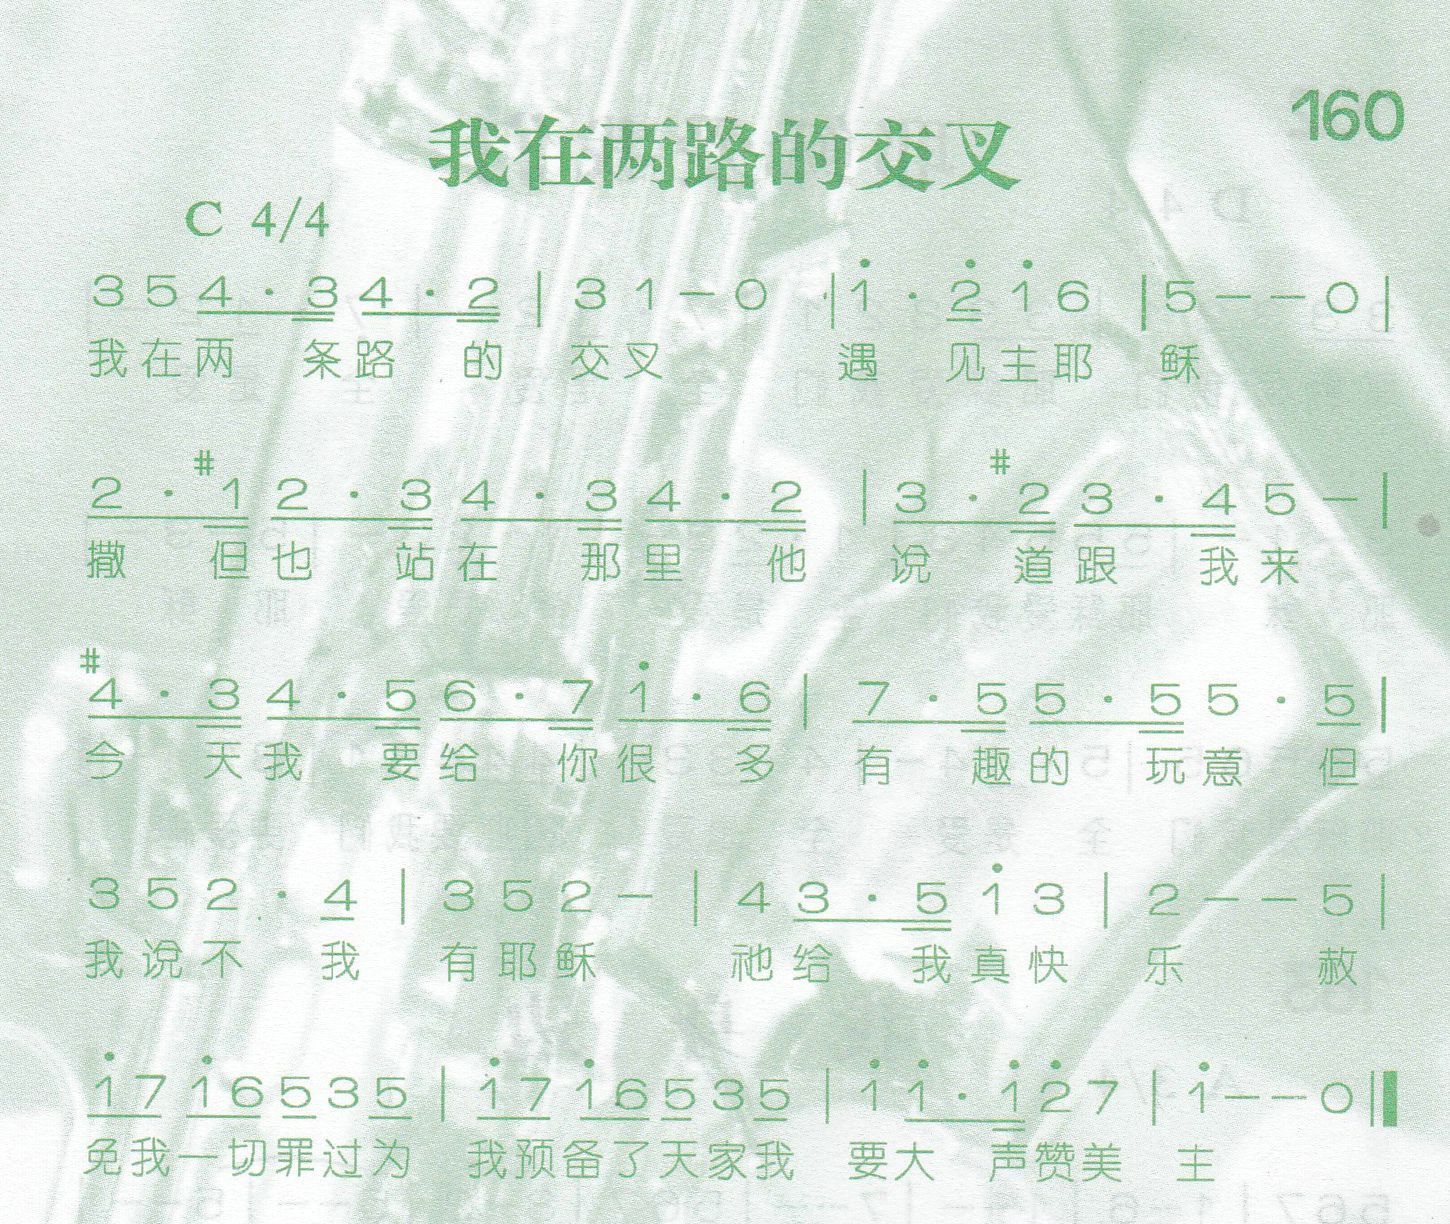 160
我在两路的交叉
C 4/4
3 5 4 · 3 4 · 2 | 3 1 – 0 | 1̇ · 2̇ 1̇ 6 | 5 – – 0 |
我在两 条路 的 交叉 遇 见主耶 稣
2 · #1 2 · 3 4 · 3 4 · 2 | 3 · #2 3 · 4 5 – |
撒 但也 站在 那里 他 说 道跟 我来
#4 · 3 4 · 5 6 · 7 1̇ · 6 | 7 · 5 5 · 5 5 · 5 |
今 天我 要给 你很 多 有 趣的 玩意 但
3 5 2 · 4 | 3 5 2 – | 4 3 · 5 1̇ 3 | 2 – – 5 |
我说不 我 有耶稣 祂给 我真快 乐 赦
1̇ 7 1̇ 6 5 3 5 | 1̇ 7 1̇ 6 5 3 5 | 1̇ 1̇ · 1̇ 2̇ 7 | 1̇ – – 0 ‖
免我一切罪过为 我预备了天家我 要大 声赞美 主